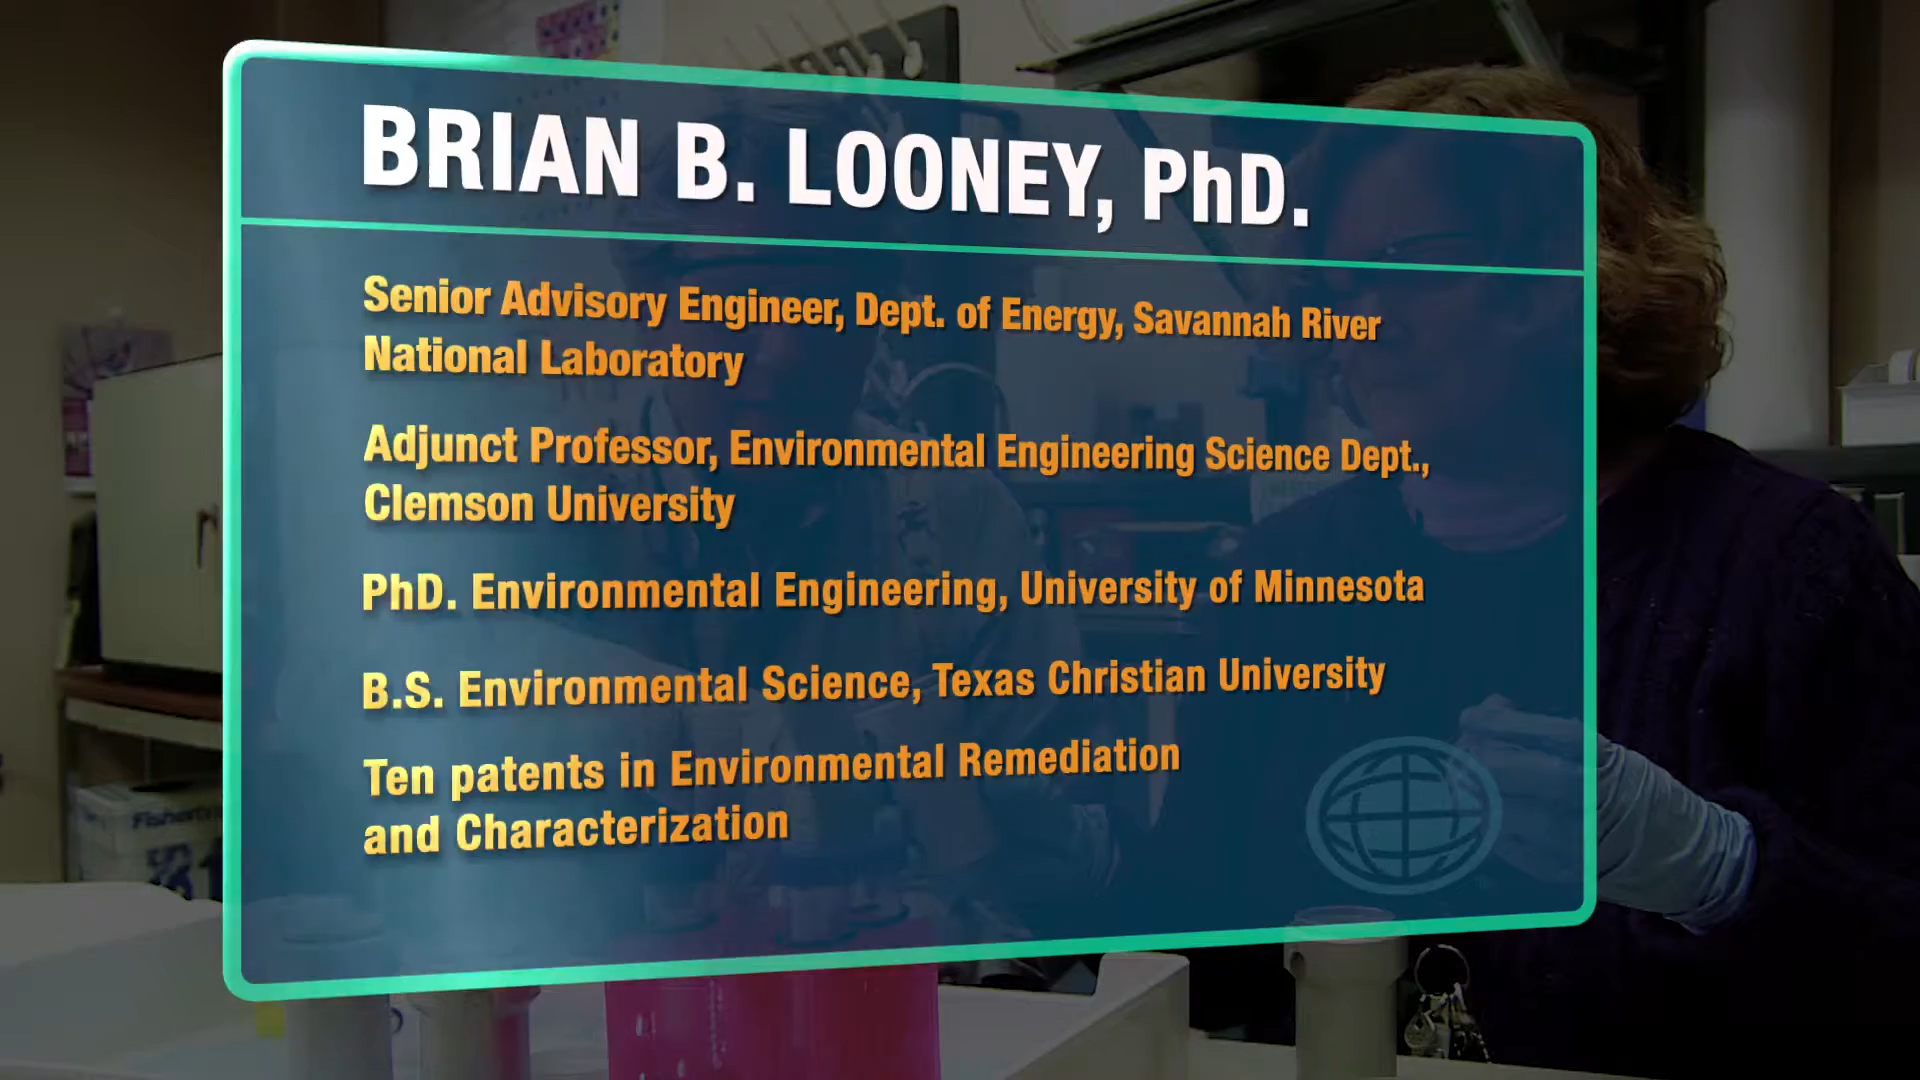 BRIAN B. LOONEY, PhD.
Senior Advisory Engineer, Dept. of Energy, Savannah River
National Laboratory
Adjunct Professor, Environmental Engineering Science Dept.,
Clemson University
PhD. Environmental Engineering, University of Minnesota
B.S. Environmental Science, Texas Christian University
Ten patents in Environmental Remediation
and Characterization